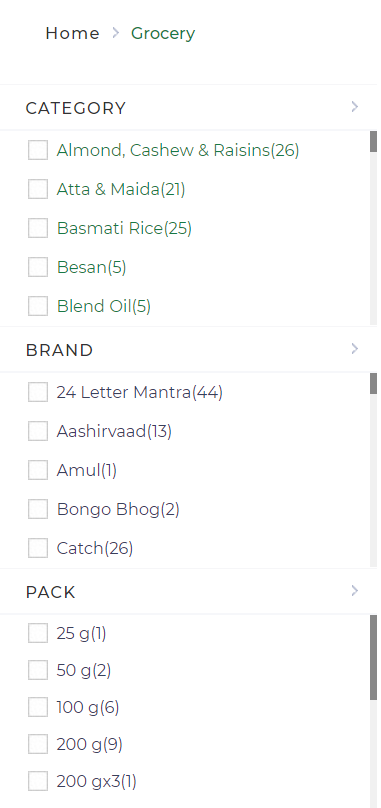 Home > Grocery
CATEGORY
Almond, Cashew & Raisins(26)
Atta & Maida(21)
Basmati Rice(25)
Besan(5)
Blend Oil(5)
BRAND
24 Letter Mantra(44)
Aashirvaad(13)
Amul(1)
Bongo Bhog(2)
Catch(26)
PACK
25 g(1)
50 g(2)
100 g(6)
200 g(9)
200 gx3(1)